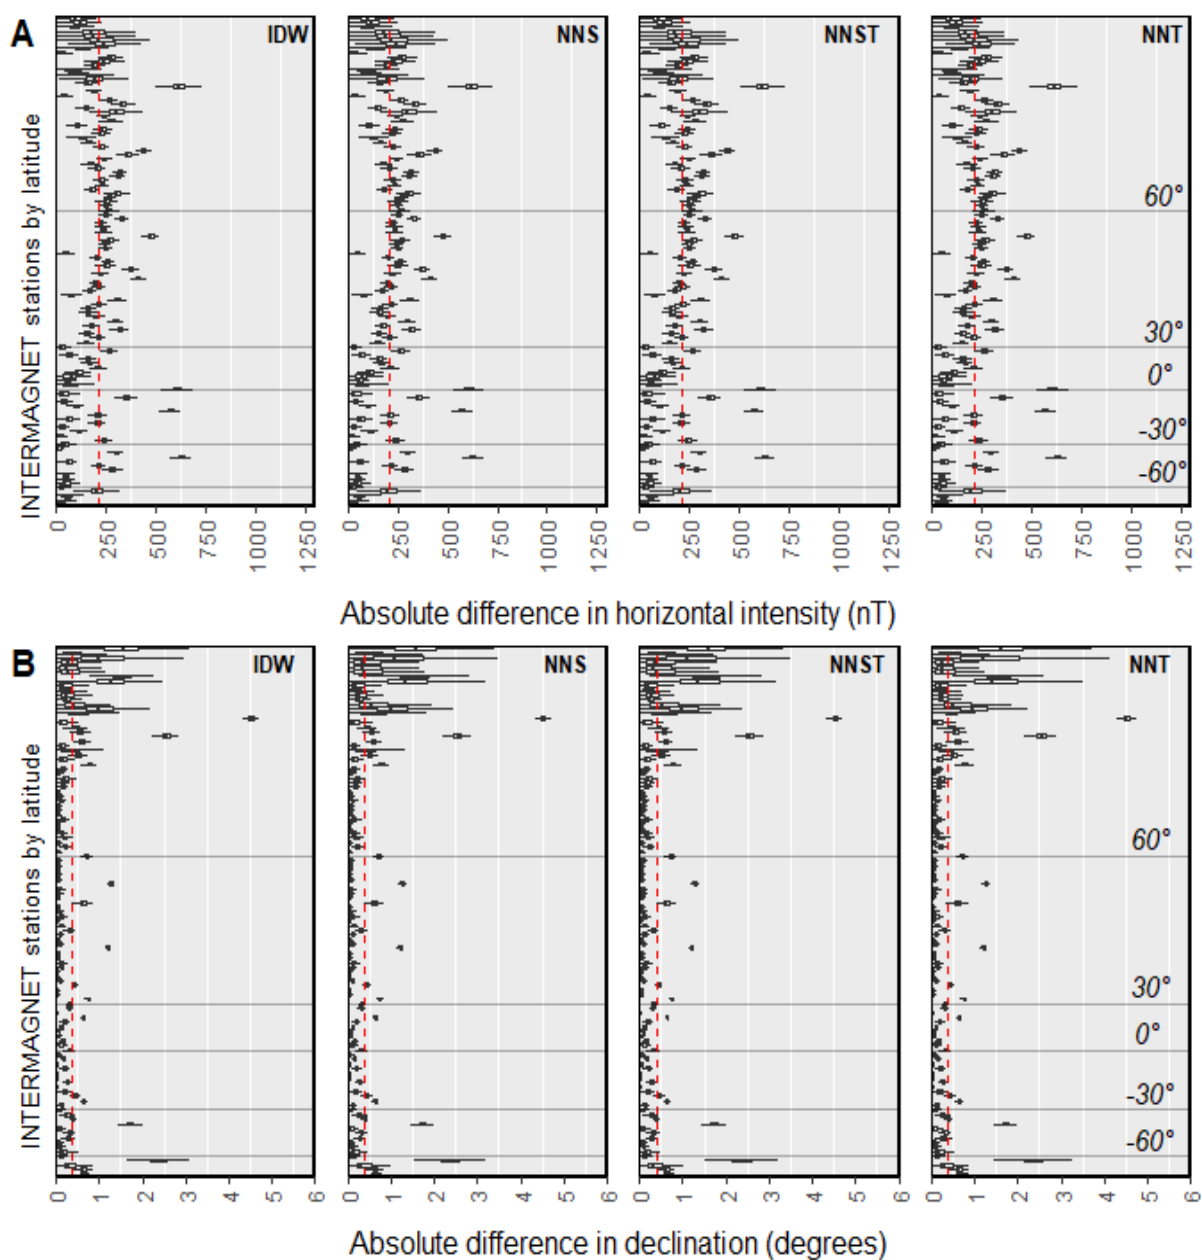 A
IDW
NNS
NNST
NNT
INTERMAGNET stations by latitude
60°
30°
0°
-30°
-60°
0 250 500 750 1000 1250
0 250 500 750 1000 1250
0 250 500 750 1000 1250
0 250 500 750 1000 1250
Absolute difference in horizontal intensity (nT)
B
IDW
NNS
NNST
NNT
INTERMAGNET stations by latitude
60°
30°
0°
-30°
-60°
0 1 2 3 4 5 6
0 1 2 3 4 5 6
0 1 2 3 4 5 6
0 1 2 3 4 5 6
Absolute difference in declination (degrees)